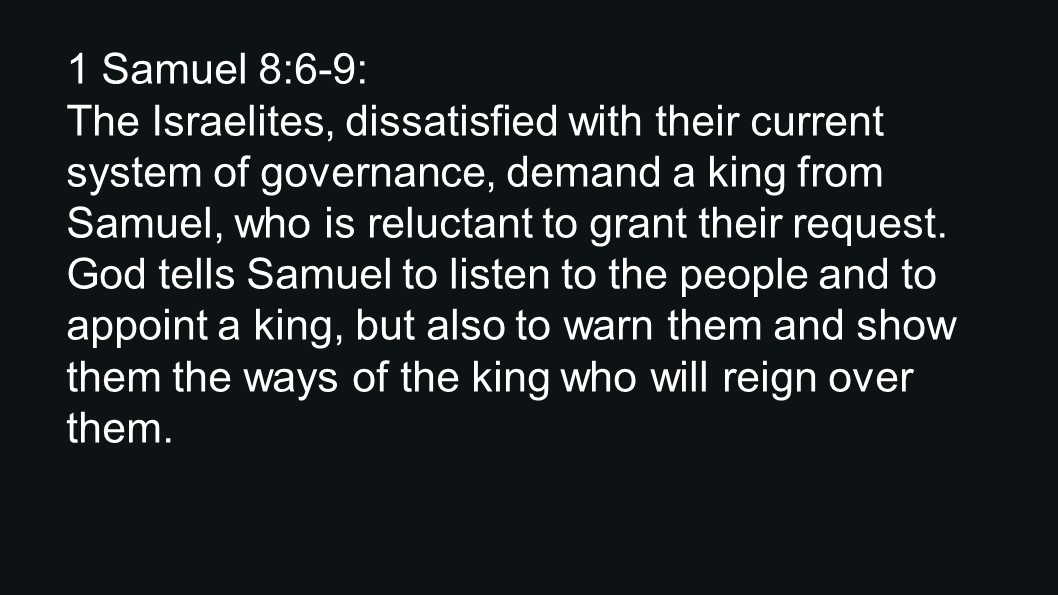 1 Samuel 8:6-9:
The Israelites, dissatisfied with their current
system of governance, demand a king from
Samuel, who is reluctant to grant their request.
God tells Samuel to listen to the people and to
appoint a king, but also to warn them and show
them the ways of the king who will reign over
them.